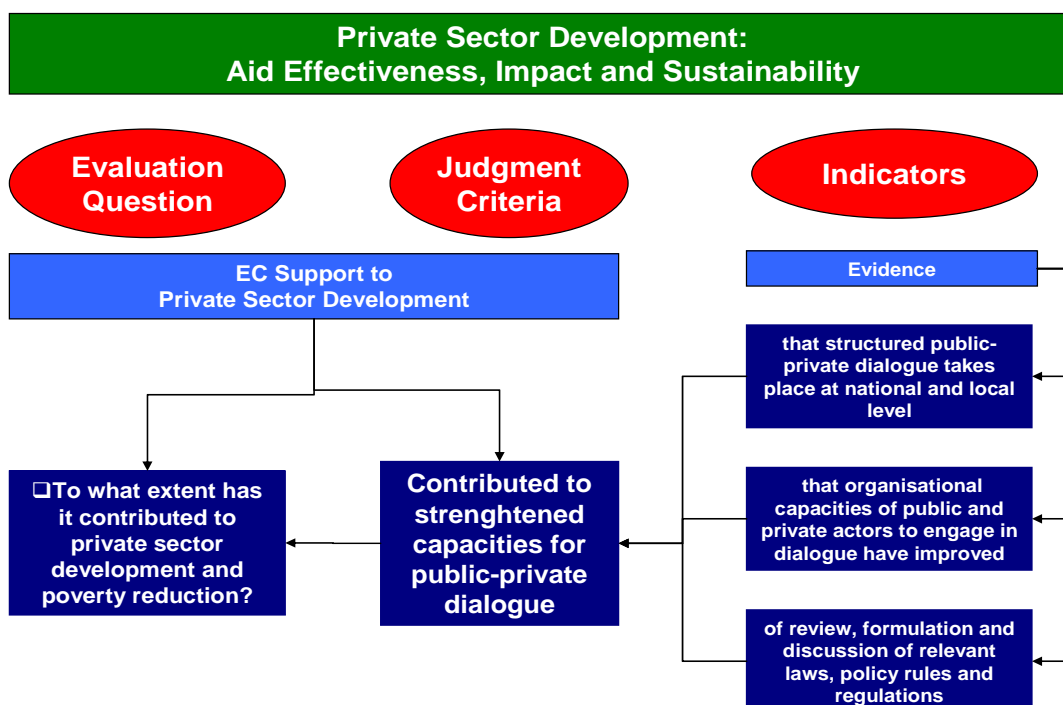 Private Sector Development:
Aid Effectiveness, Impact and Sustainability
Evaluation
Question
Judgment
Criteria
Indicators
EC Support to
Private Sector Development
Evidence
that structured public-
private dialogue takes
place at national and local
level
❑To what extent has
it contributed to
private sector
development and
poverty reduction?
Contributed to
strenghtened
capacities for
public-private
dialogue
that organisational
capacities of public and
private actors to engage in
dialogue have improved
of review, formulation and
discussion of relevant
laws, policy rules and
regulations